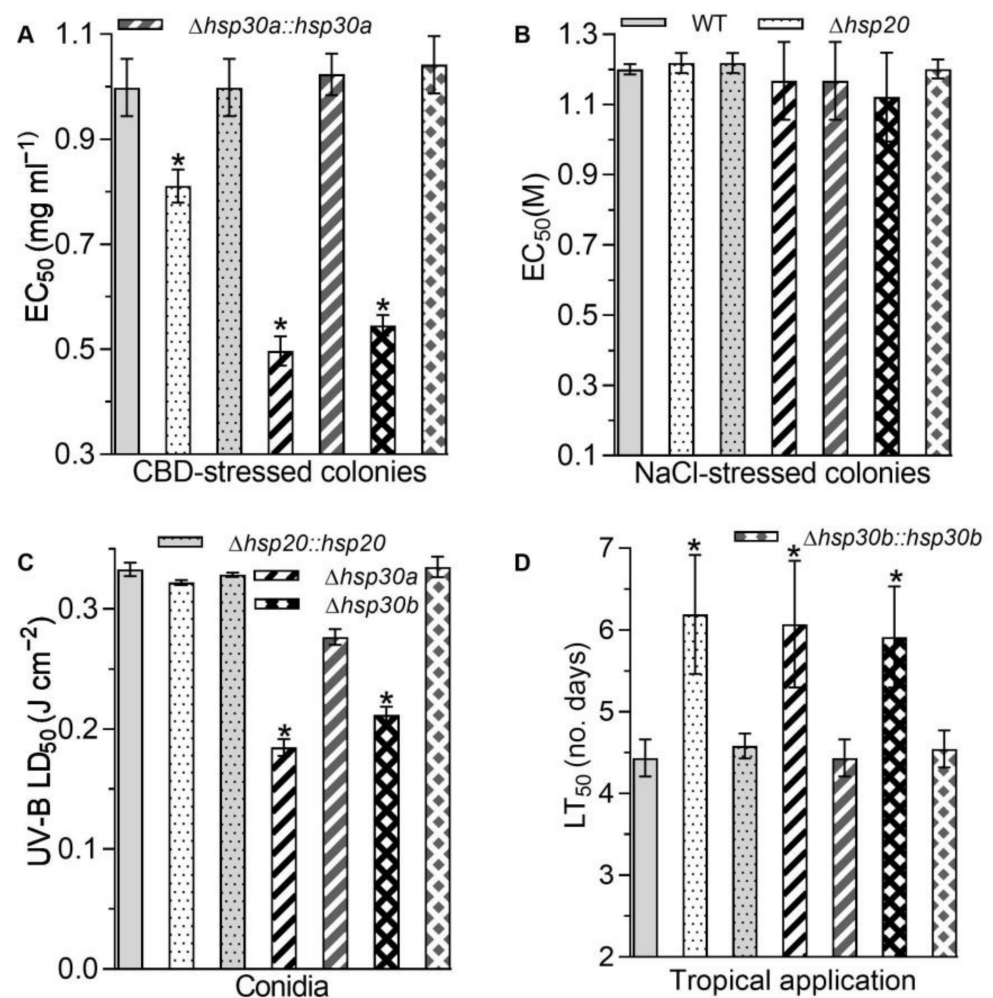 A
Δhsp30a::hsp30a
1.1
0.9
0.7
0.5
0.3
EC50 (mg ml−1)
*
*
*
CBD-stressed colonies
B
WT
Δhsp20
1.3
1.1
0.9
0.7
0.5
0.3
0.1
EC50(M)
NaCl-stressed colonies
C
Δhsp20::hsp20
Δhsp30a
Δhsp30b
0.3
0.2
0.1
0.0
UV-B LD50 (J cm−2)
*
*
Conidia
D
Δhsp30b::hsp30b
7
6
5
4
3
2
LT50 (no. days)
*
*
*
Tropical application